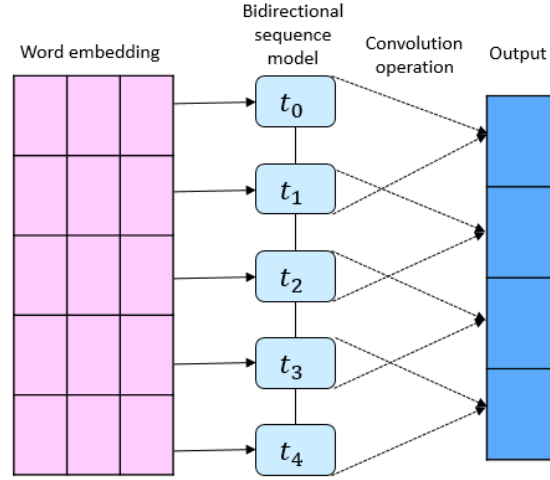 Word embedding
Bidirectional
sequence
model
Convolution
operation
Output
t₀
t₁
t₂
t₃
t₄